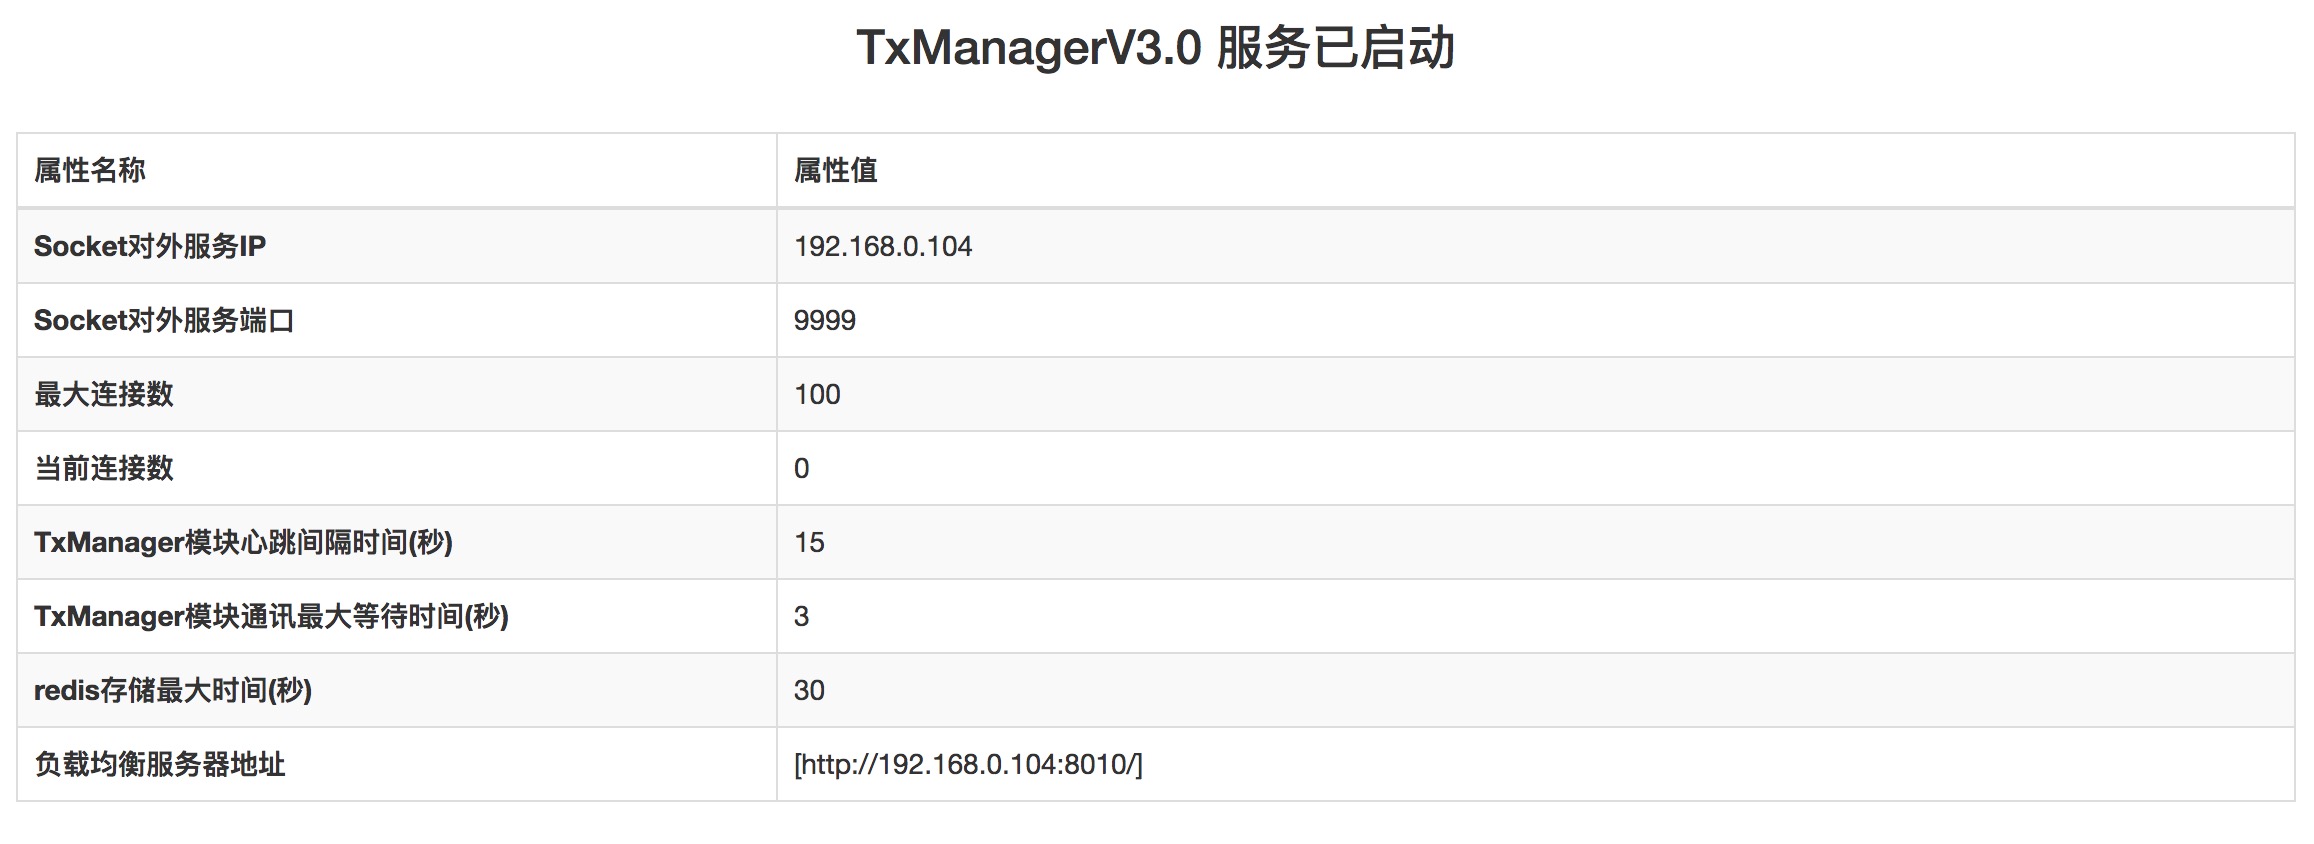 TxManagerV3.0 服务已启动
属性名称 属性值
Socket对外服务IP 192.168.0.104
Socket对外服务端口 9999
最大连接数 100
当前连接数 0
TxManager模块心跳间隔时间(秒) 15
TxManager模块通讯最大等待时间(秒) 3
redis存储最大时间(秒) 30
负载均衡服务器地址 [http://192.168.0.104:8010/]